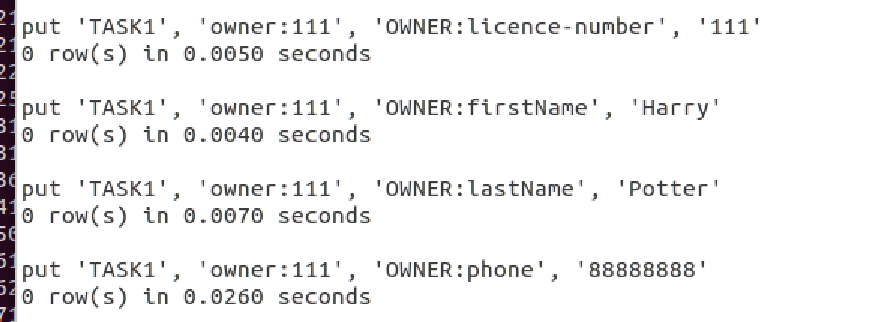 put 'TASK1', 'owner:111', 'OWNER:licence-number', '111'
0 row(s) in 0.0050 seconds
put 'TASK1', 'owner:111', 'OWNER:firstName', 'Harry'
0 row(s) in 0.0040 seconds
put 'TASK1', 'owner:111', 'OWNER:lastName', 'Potter'
0 row(s) in 0.0070 seconds
put 'TASK1', 'owner:111', 'OWNER:phone', '88888888'
0 row(s) in 0.0260 seconds